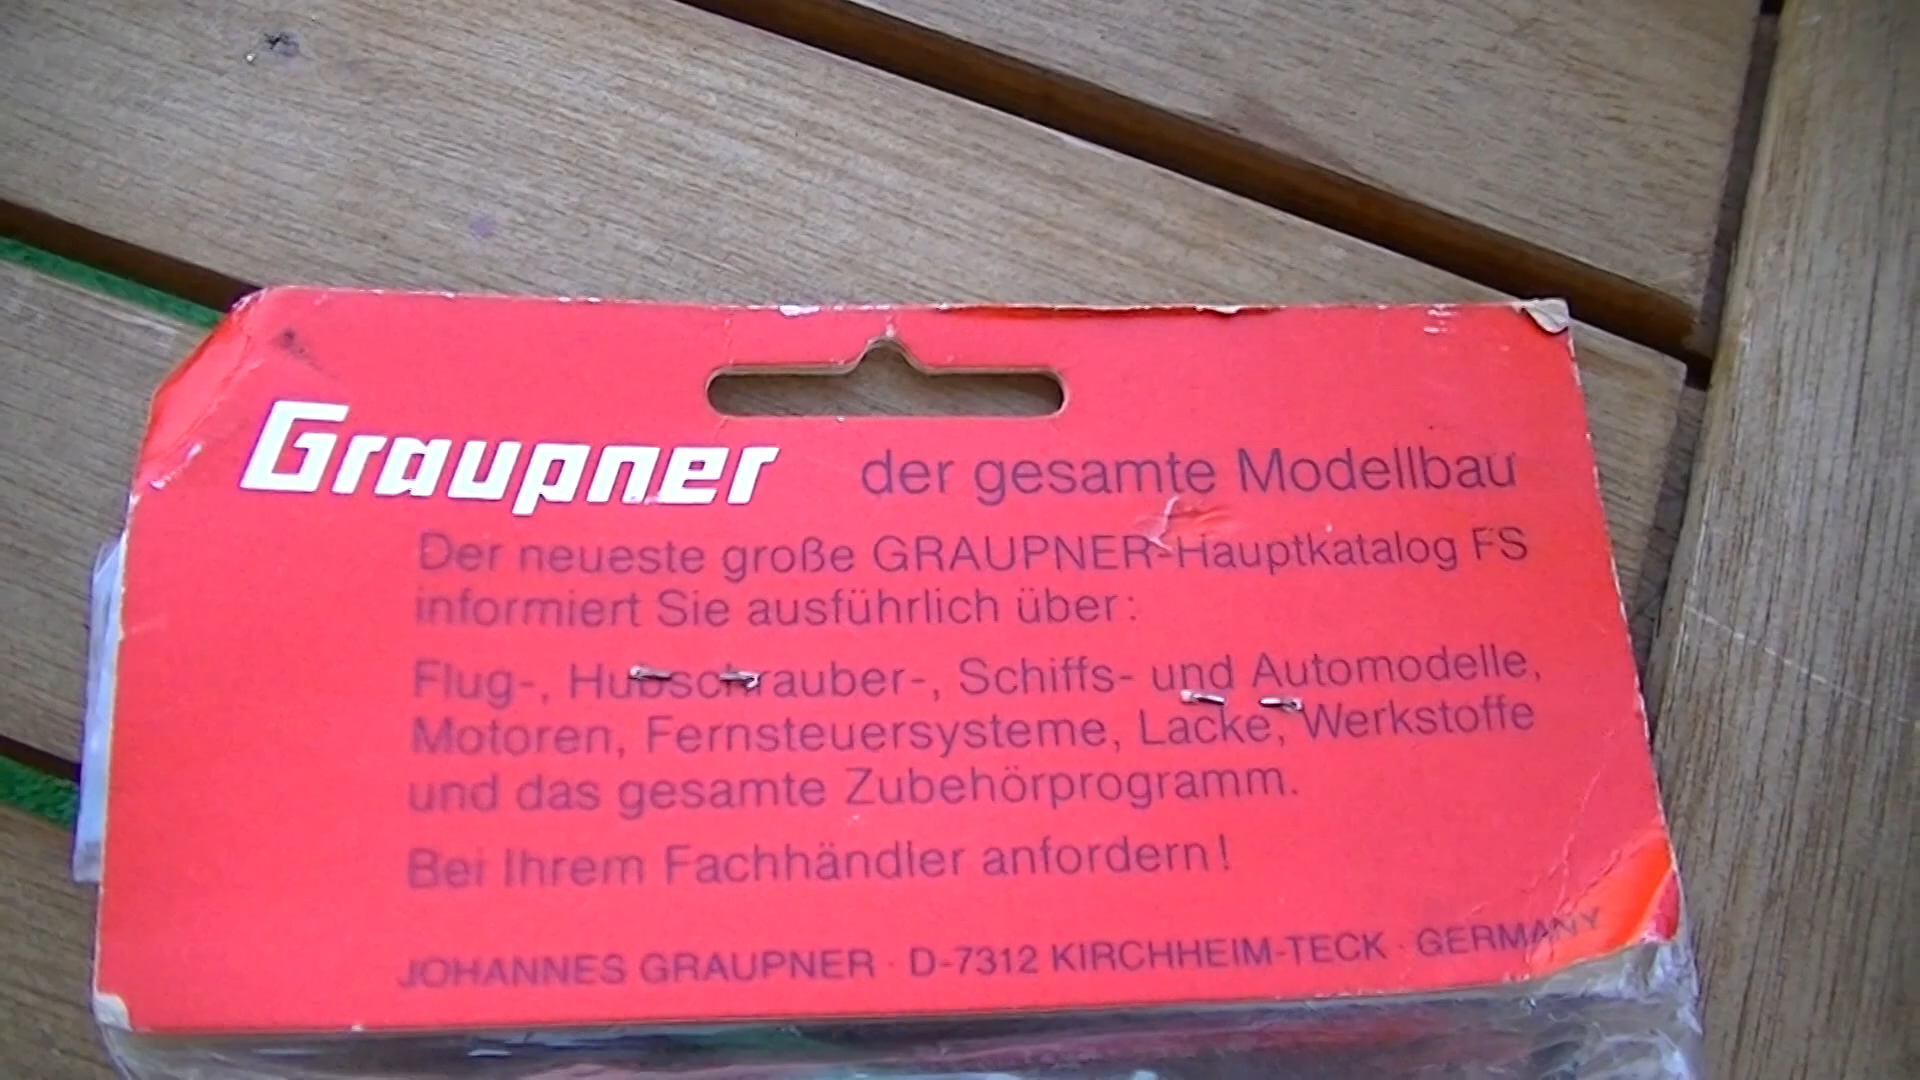 Graupner der gesamte Modellbau
Der neueste große GRAUPNER-Hauptkatalog FS
informiert Sie ausführlich über:
Flug-, Hubschrauber-, Schiffs- und Automodelle,
Motoren, Fernsteuersysteme, Lacke, Werkstoffe
und das gesamte Zubehörprogramm.
Bei Ihrem Fachhändler anfordern!
JOHANNES GRAUPNER · D-7312 KIRCHHEIM-TECK · GERMANY